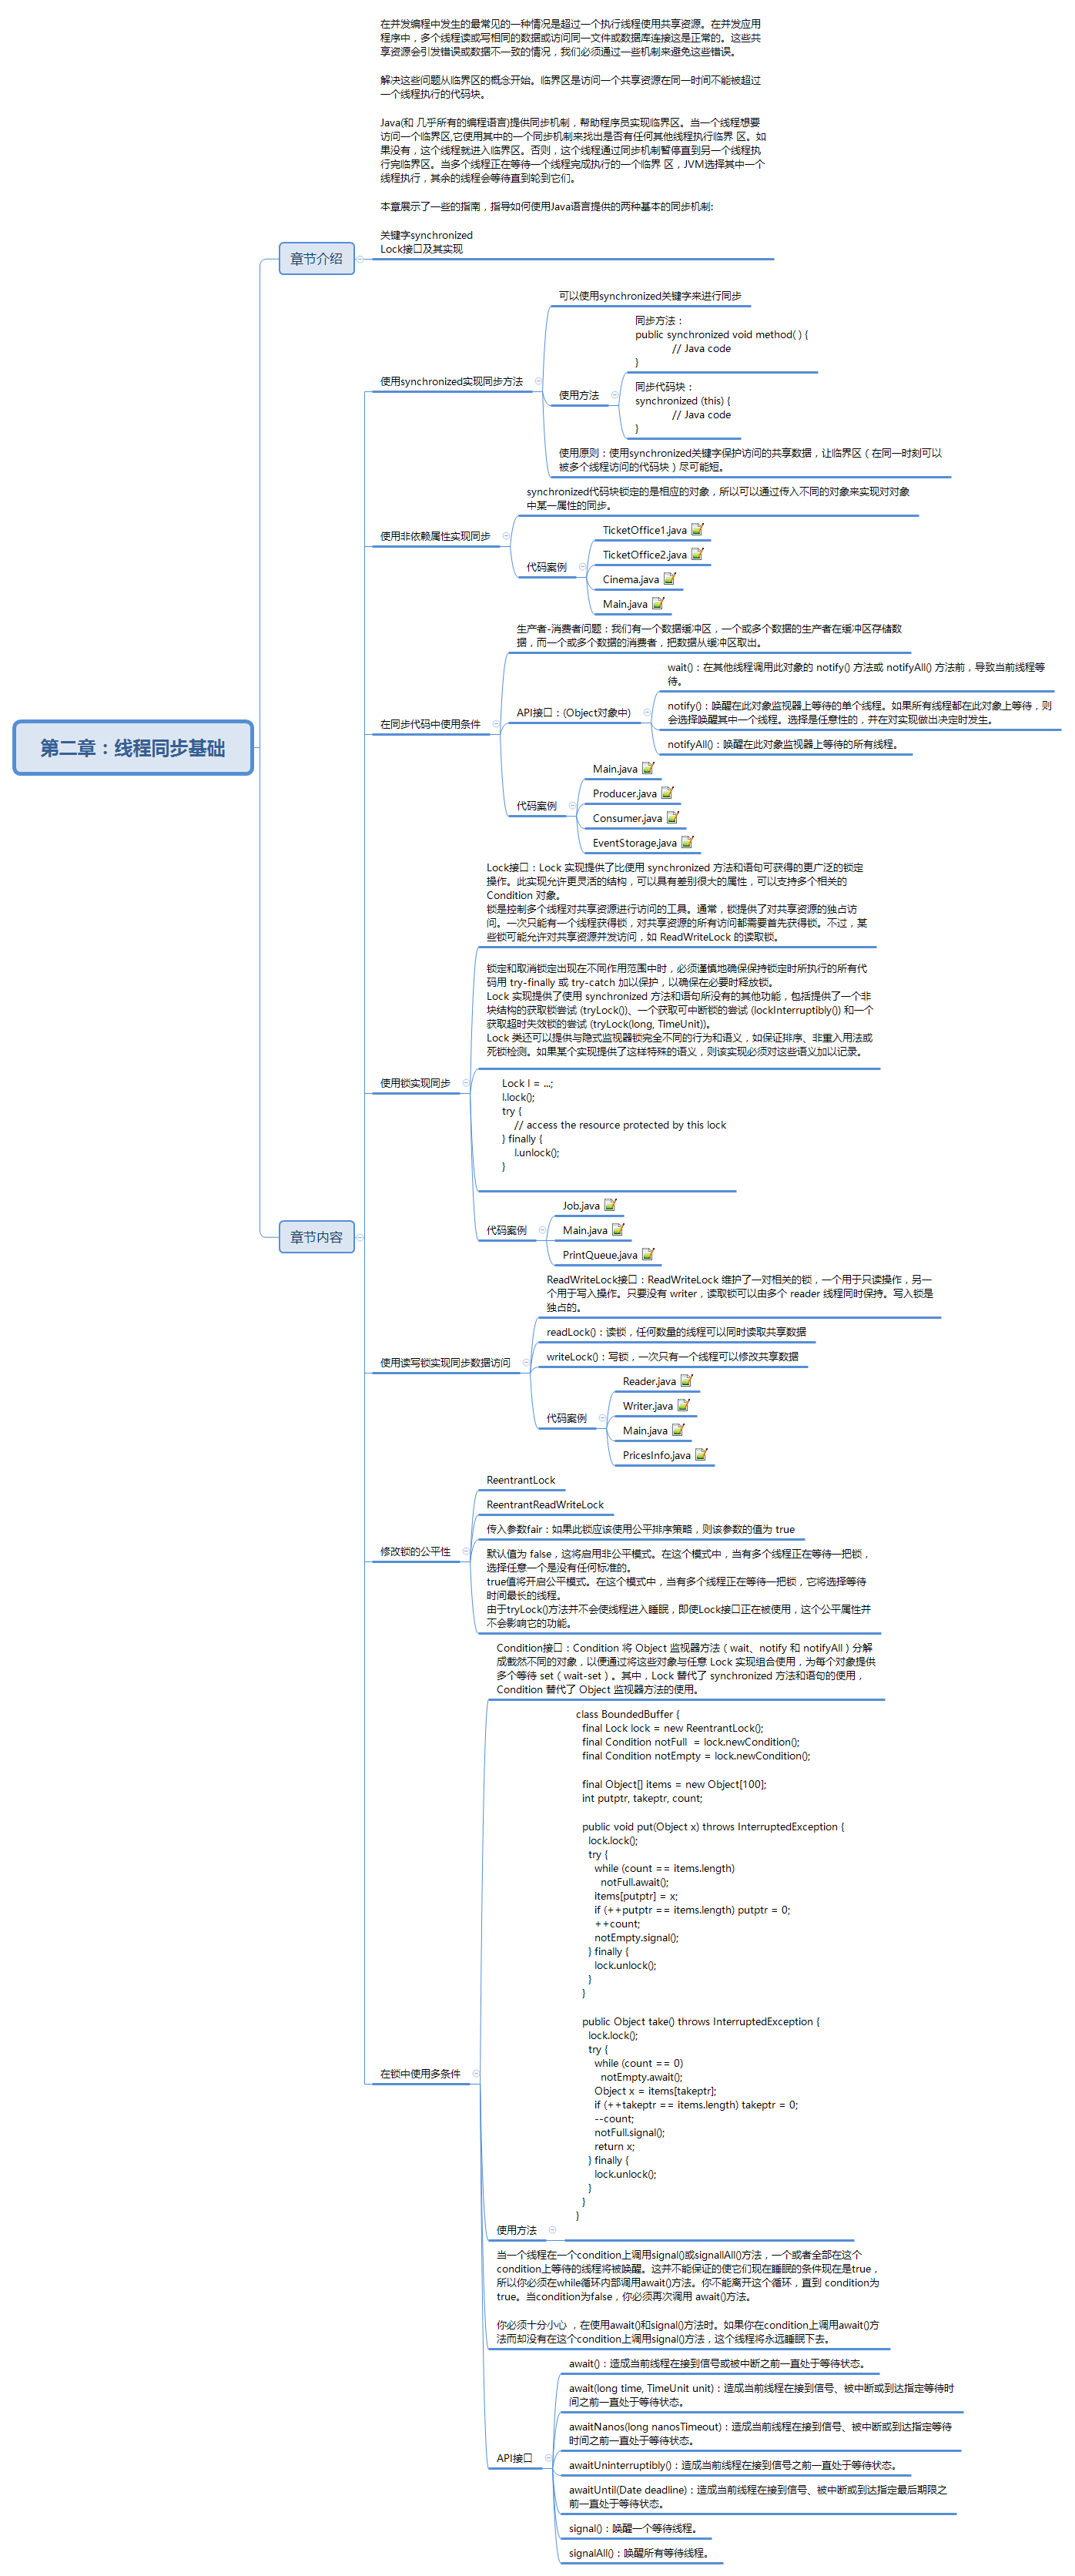 在并发编程中发生的最常见的一种情况是超过一个执行线程使用共享资源。在并发应用
程序中，多个线程读或写相同的数据或访问同一文件或数据库连接这是正常的。这些共
享资源会引发错误或数据不一致的情况，我们必须通过一些机制来避免这些错误。
解决这些问题从临界区的概念开始。临界区是访问一个共享资源在同一时间不能被超过
一个线程执行的代码块。
Java(和 几乎所有的编程语言)提供同步机制，帮助程序员实现临界区。当一个线程想要
访问一个临界区,它使用其中的一个同步机制来找出是否有任何其他线程执行临界 区。如
果没有，这个线程就进入临界区。否则，这个线程通过同步机制暂停直到另一个线程执
行完临界区。当多个线程正在等待一个线程完成执行的一个临界 区，JVM选择其中一个
线程执行，其余的线程会等待直到轮到它们。
本章展示了一些的指南，指导如何使用Java语言提供的两种基本的同步机制:
关键字synchronized
Lock接口及其实现
章节介绍
可以使用synchronized关键字来进行同步
同步方法：
public synchronized void method( ) {
// Java code
}
使用synchronized实现同步方法
使用方法
同步代码块：
synchronized (this) {
// Java code
}
使用原则：使用synchronized关键字保护访问的共享数据，让临界区（在同一时刻可以
被多个线程访问的代码块）尽可能短。
synchronized代码块锁定的是相应的对象，所以可以通过传入不同的对象来实现对对象
中某一属性的同步。
使用非依赖属性实现同步
代码案例
TicketOffice1.java
TicketOffice2.java
Cinema.java
Main.java
生产者-消费者问题：我们有一个数据缓冲区，一个或多个数据的生产者在缓冲区存储数
据，而一个或多个数据的消费者，把数据从缓冲区取出。
在同步代码中使用条件
API接口：(Object对象中)
wait()：在其他线程调用此对象的 notify() 方法或 notifyAll() 方法前，导致当前线程等
待。
notify()：唤醒在此对象监视器上等待的单个线程。如果所有线程都在此对象上等待，则
会选择唤醒其中一个线程。选择是任意性的，并在对实现做出决定时发生。
notifyAll()：唤醒在此对象监视器上等待的所有线程。
第二章：线程同步基础
代码案例
Main.java
Producer.java
Consumer.java
EventStorage.java
Lock接口：Lock 实现提供了比使用 synchronized 方法和语句可获得的更广泛的锁定
操作。此实现允许更灵活的结构，可以具有差别很大的属性，可以支持多个相关的
Condition 对象。
锁是控制多个线程对共享资源进行访问的工具。通常，锁提供了对共享资源的独占访
问。一次只能有一个线程获得锁，对共享资源的所有访问都需要首先获得锁。不过，某
些锁可能允许对共享资源并发访问，如 ReadWriteLock 的读取锁。
锁定和取消锁定出现在不同作用范围中时，必须谨慎地确保保持锁定时所执行的所有代
码用 try-finally 或 try-catch 加以保护，以确保在必要时释放锁。
Lock 实现提供了使用 synchronized 方法和语句所没有的其他功能，包括提供了一个非
块结构的获取锁尝试 (tryLock())、一个获取可中断锁的尝试 (lockInterruptibly()) 和一个
获取超时失效锁的尝试 (tryLock(long, TimeUnit))。
Lock 类还可以提供与隐式监视器锁完全不同的行为和语义，如保证排序、非重入用法或
死锁检测。如果某个实现提供了这样特殊的语义，则该实现必须对这些语义加以记录。
使用锁实现同步
Lock l = ...;
l.lock();
try {
// access the resource protected by this lock
} finally {
l.unlock();
}
代码案例
Job.java
Main.java
PrintQueue.java
章节内容
ReadWriteLock接口：ReadWriteLock 维护了一对相关的锁，一个用于只读操作，另一
个用于写入操作。只要没有 writer，读取锁可以由多个 reader 线程同时保持。写入锁是
独占的。
readLock()：读锁，任何数量的线程可以同时读取共享数据
使用读写锁实现同步数据访问
writeLock()：写锁，一次只有一个线程可以修改共享数据
代码案例
Reader.java
Writer.java
Main.java
PricesInfo.java
ReentrantLock
ReentrantReadWriteLock
传入参数fair：如果此锁应该使用公平排序策略，则该参数的值为 true
修改锁的公平性
默认值为 false，这将启用非公平模式。在这个模式中，当有多个线程正在等待一把锁，
选择任意一个是没有任何标准的。
true值将开启公平模式。在这个模式中，当有多个线程正在等待一把锁，它将选择等待
时间最长的线程。
由于tryLock()方法并不会使线程进入睡眠，即使Lock接口正在被使用，这个公平属性并
不会影响它的功能。
Condition接口：Condition 将 Object 监视器方法（wait、notify 和 notifyAll）分解
成截然不同的对象，以便通过将这些对象与任意 Lock 实现组合使用，为每个对象提供
多个等待 set（wait-set）。其中，Lock 替代了 synchronized 方法和语句的使用，
Condition 替代了 Object 监视器方法的使用。
class BoundedBuffer {
final Lock lock = new ReentrantLock();
final Condition notFull  = lock.newCondition();
final Condition notEmpty = lock.newCondition();
final Object[] items = new Object[100];
int putptr, takeptr, count;
public void put(Object x) throws InterruptedException {
lock.lock();
try {
while (count == items.length)
notFull.await();
items[putptr] = x;
if (++putptr == items.length) putptr = 0;
++count;
notEmpty.signal();
} finally {
lock.unlock();
}
}
public Object take() throws InterruptedException {
lock.lock();
try {
while (count == 0)
notEmpty.await();
Object x = items[takeptr];
if (++takeptr == items.length) takeptr = 0;
--count;
notFull.signal();
return x;
} finally {
lock.unlock();
}
}
}
在锁中使用多条件
使用方法
当一个线程在一个condition上调用signal()或signallAll()方法，一个或者全部在这个
condition上等待的线程将被唤醒。这并不能保证的使它们现在睡眠的条件现在是true，
所以你必须在while循环内部调用await()方法。你不能离开这个循环，直到 condition为
true。当condition为false，你必须再次调用 await()方法。
你必须十分小心 ，在使用await()和signal()方法时。如果你在condition上调用await()方
法而却没有在这个condition上调用signal()方法，这个线程将永远睡眠下去。
API接口
await()：造成当前线程在接到信号或被中断之前一直处于等待状态。
await(long time, TimeUnit unit)：造成当前线程在接到信号、被中断或到达指定等待时
间之前一直处于等待状态。
awaitNanos(long nanosTimeout)：造成当前线程在接到信号、被中断或到达指定等待
时间之前一直处于等待状态。
awaitUninterruptibly()：造成当前线程在接到信号之前一直处于等待状态。
awaitUntil(Date deadline)：造成当前线程在接到信号、被中断或到达指定最后期限之
前一直处于等待状态。
signal()：唤醒一个等待线程。
signalAll()：唤醒所有等待线程。